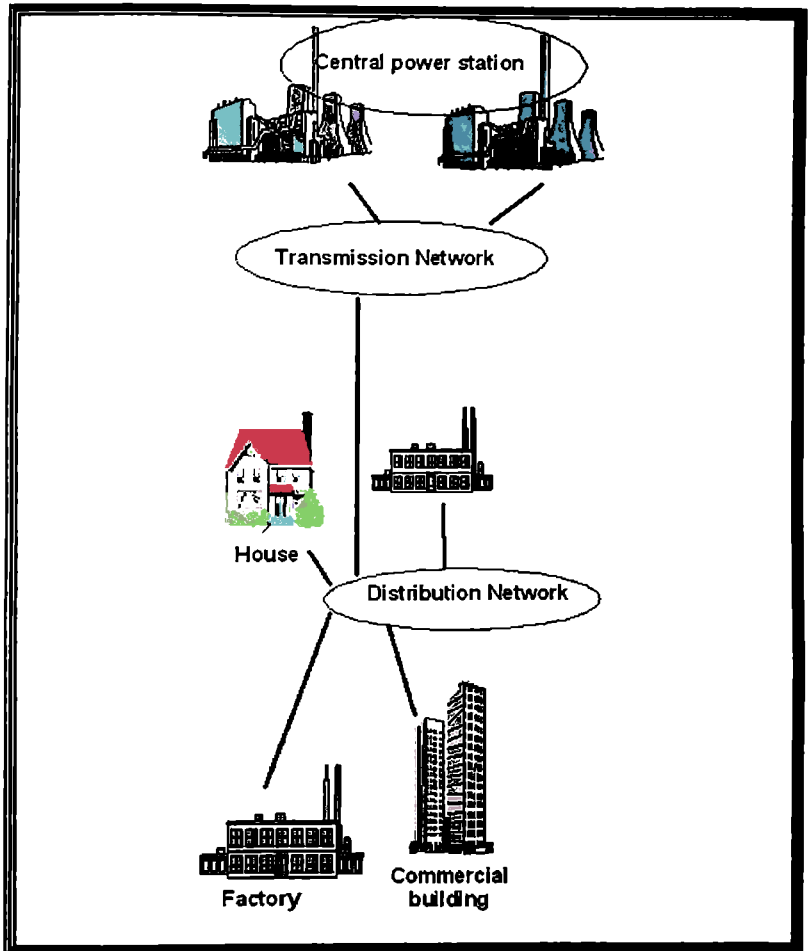 Central power station
Transmission Network
House
Distribution Network
Factory
Commercial
building